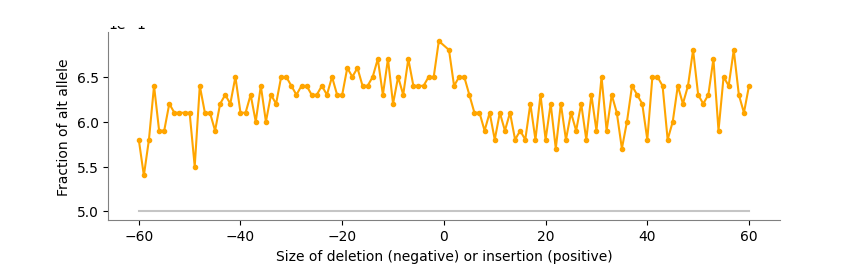 6.5
6.0
5.5
5.0
Fraction of alt allele
−60 −40 −20 0 20 40 60
Size of deletion (negative) or insertion (positive)